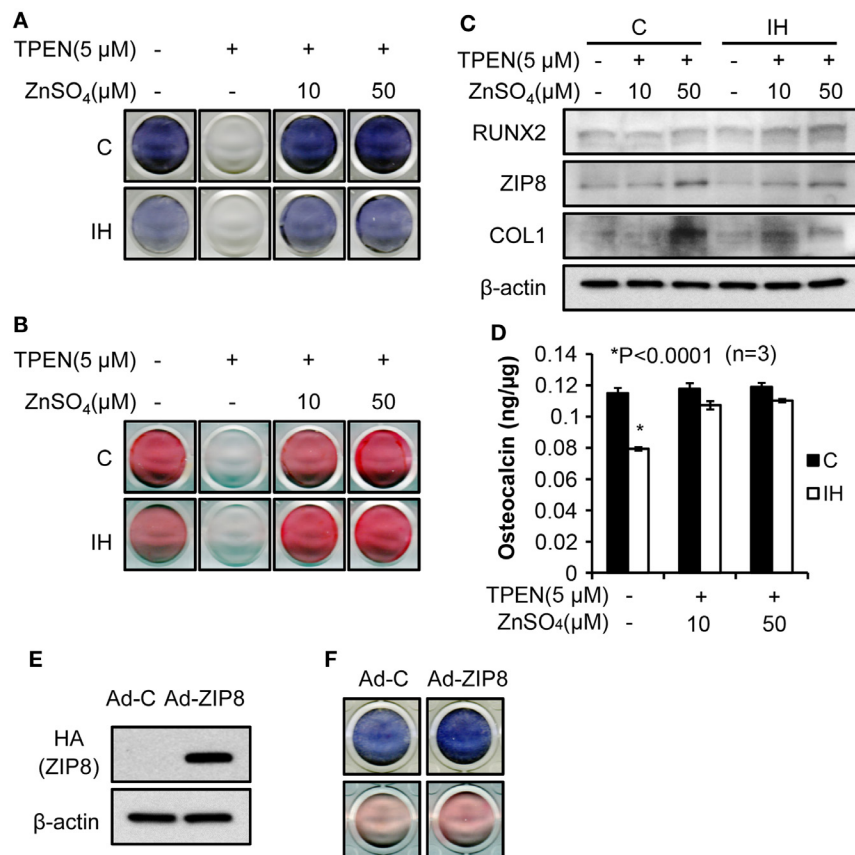 A
TPEN(5 µM) - + + +
ZnSO4(µM) - - 10 50
C
IH
B
TPEN(5 µM) - + + +
ZnSO4(µM) - - 10 50
C
IH
C
C IH
TPEN(5 µM) - + + - + +
ZnSO4(µM) - 10 50 - 10 50
RUNX2
ZIP8
COL1
β-actin
D
*P<0.0001 (n=3)
Osteocalcin (ng/µg)
0.14
0.12
0.1
0.08
0.06
0.04
0.02
0
*
C
IH
TPEN(5 µM) - + +
ZnSO4(µM) - 10 50
E
Ad-C Ad-ZIP8
HA
(ZIP8)
β-actin
F
Ad-C Ad-ZIP8